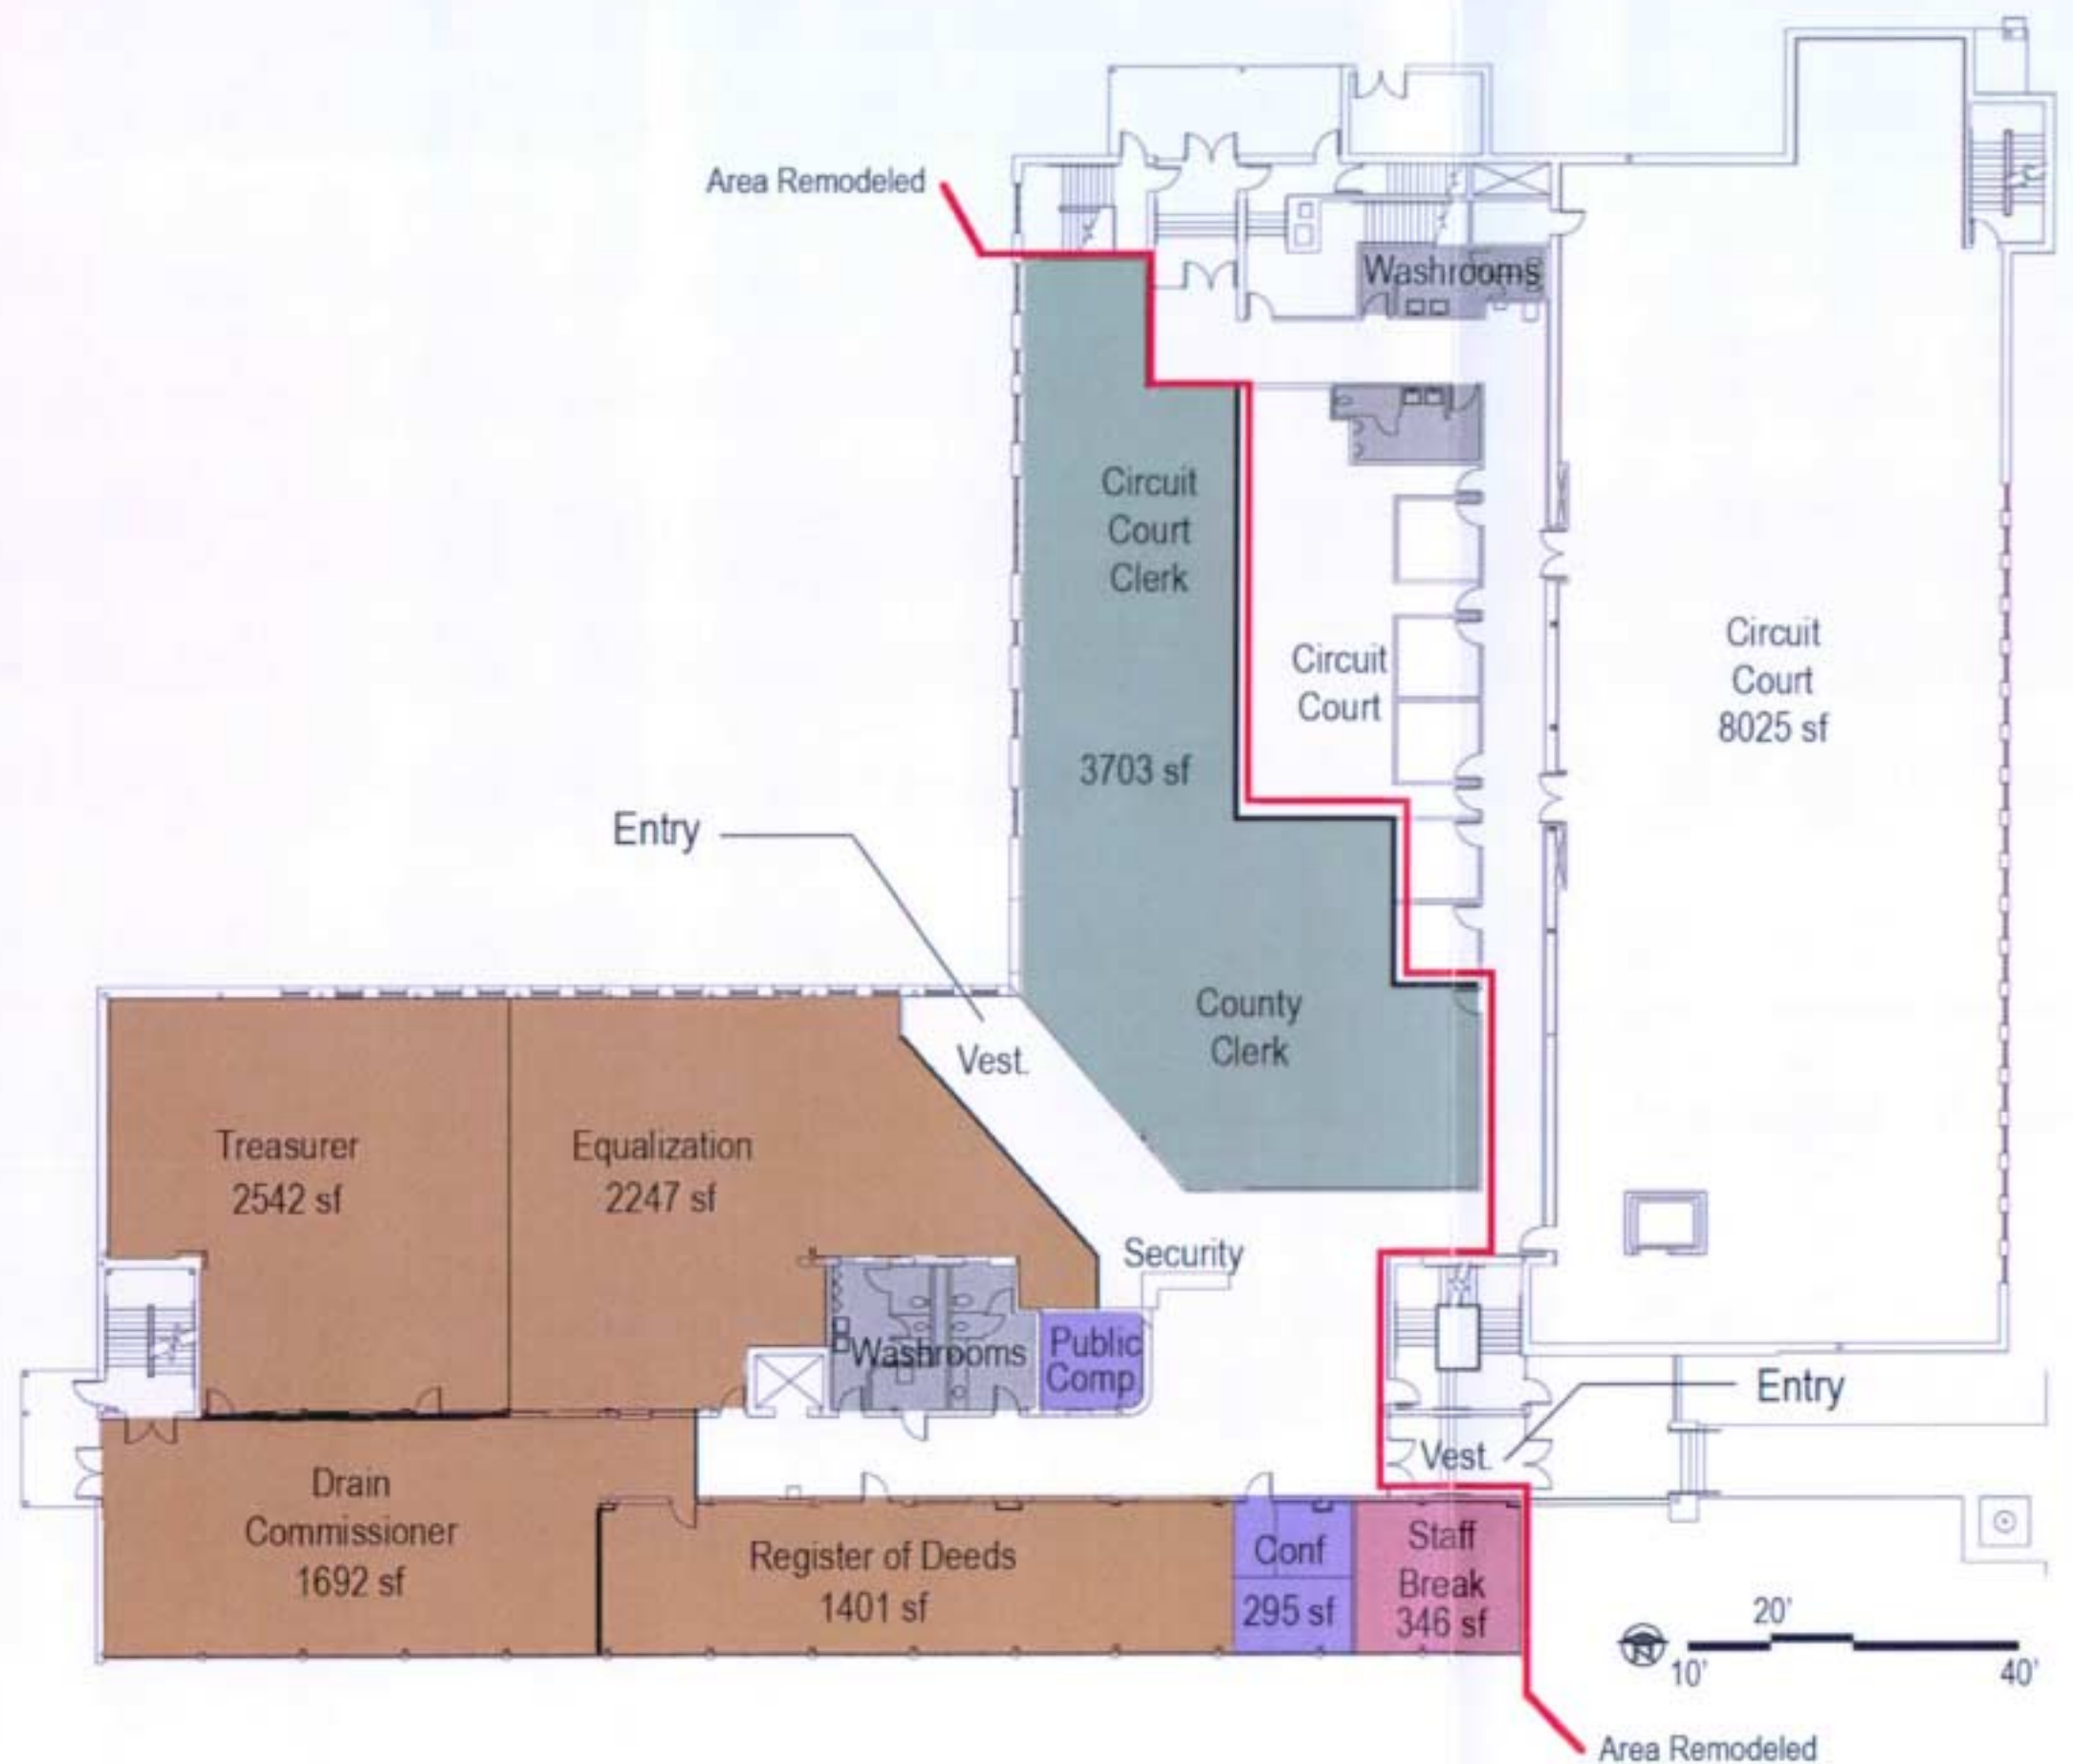 Area Remodeled
Washrooms
Circuit
Court
Clerk
Circuit
Court
Circuit
Court
8025 sf
3703 sf
Entry
County
Clerk
Vest.
Treasurer
2542 sf
Equalization
2247 sf
Security
Washrooms
Public
Comp
Entry
Vest.
Drain
Commissioner
1692 sf
Register of Deeds
1401 sf
Conf
295 sf
Staff
Break
346 sf
N
20'
10'
40'
Area Remodeled